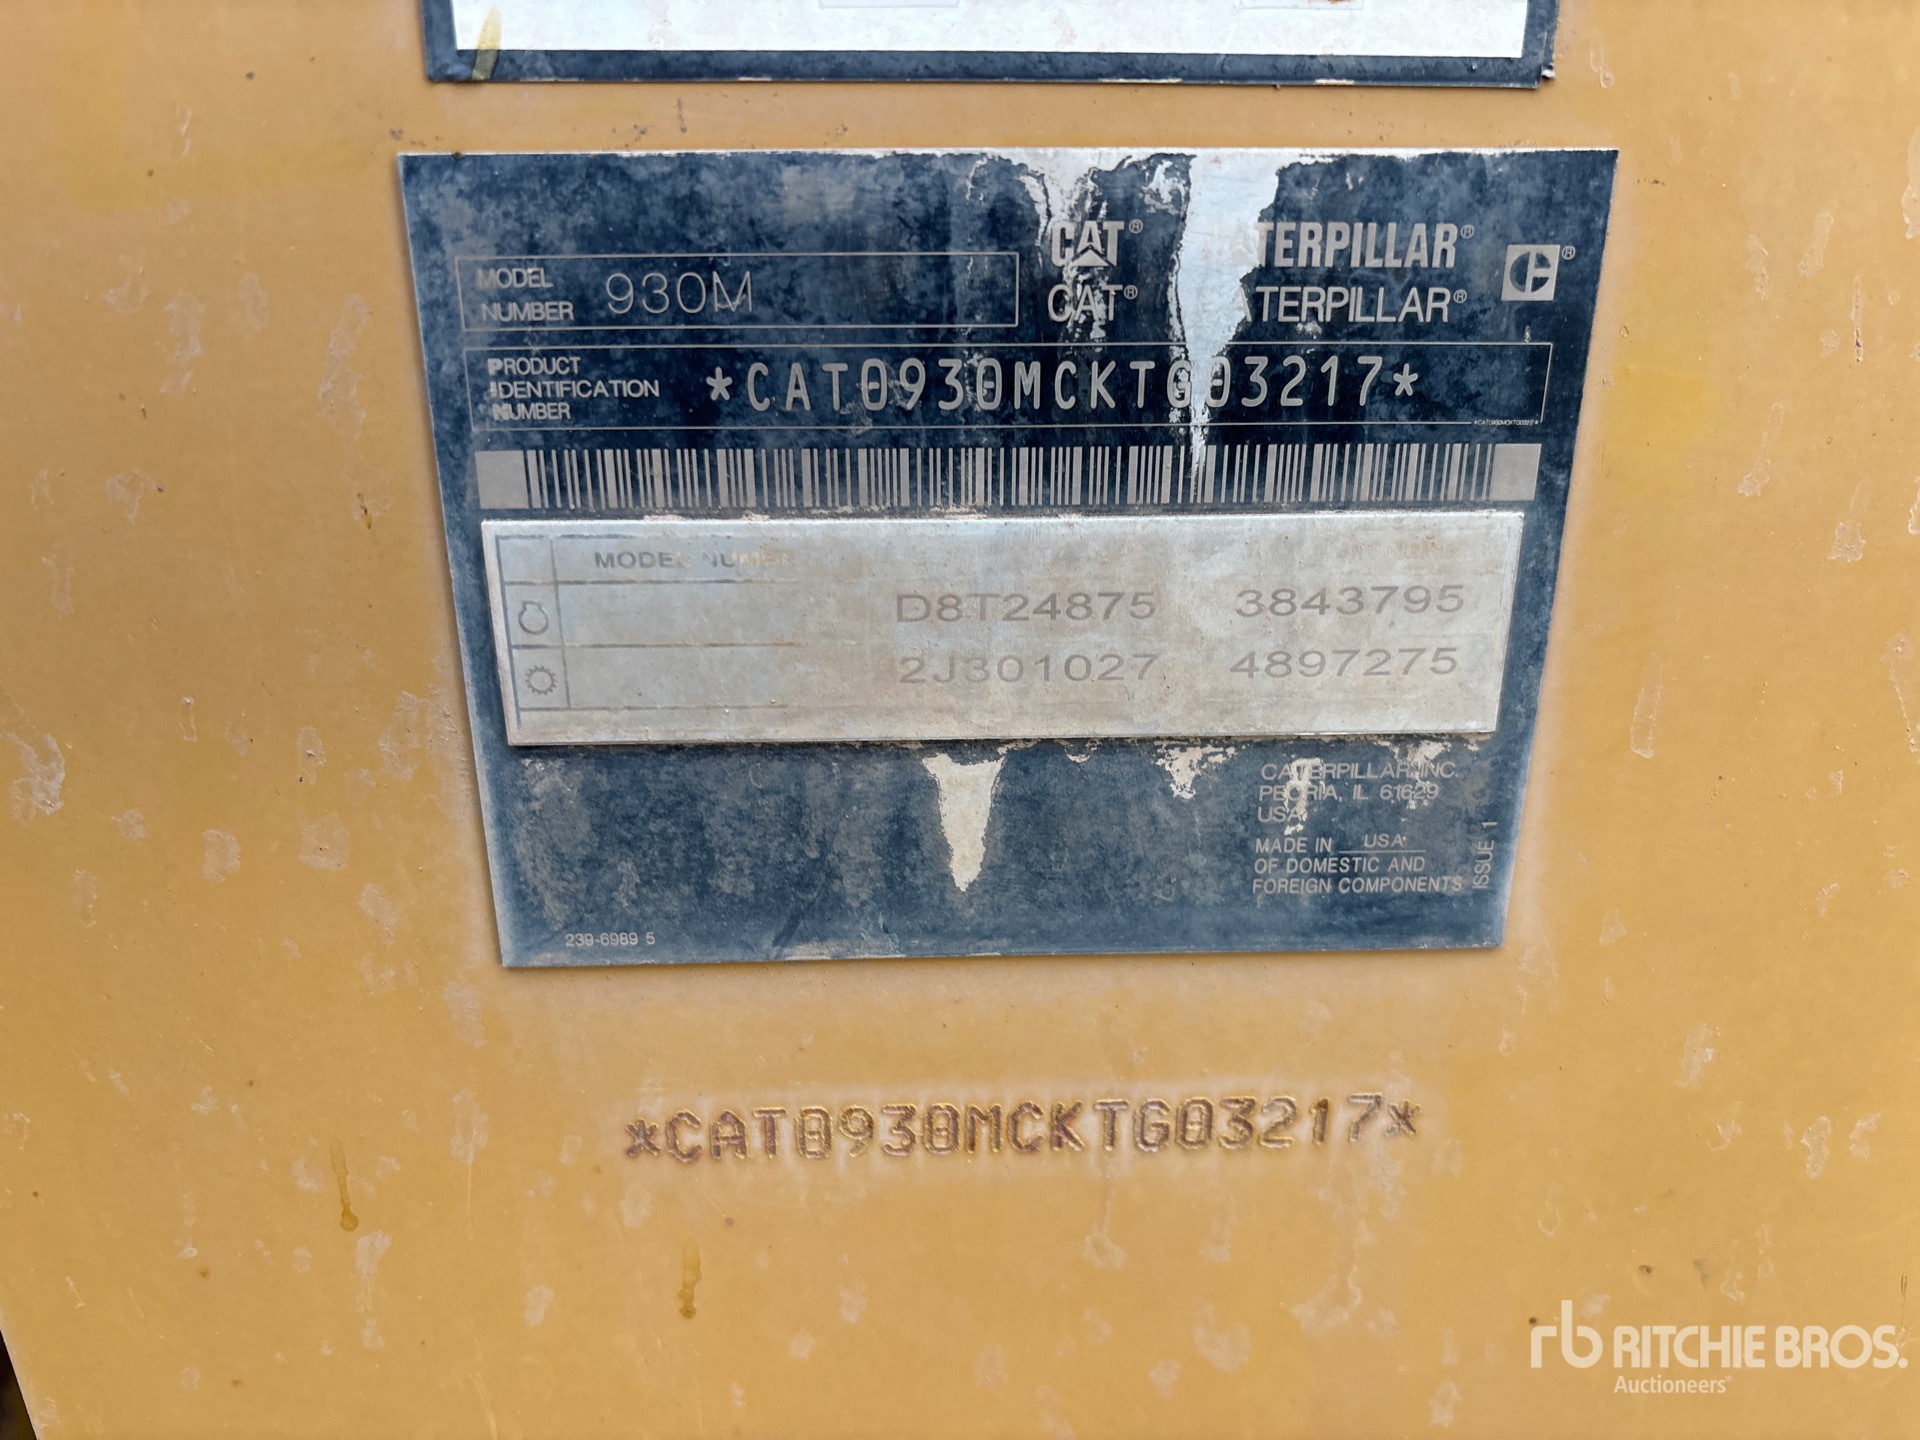 MODEL NUMBER 930M
CAT® CATERPILLAR®
CAT® CATERPILLAR®
PRODUCT IDENTIFICATION NUMBER *CAT0930MCKTG03217*
*CAT0930MCKTG03217*
MODEL NUMBER
D8T24875 3843795
2J301027 4897275
CATERPILLAR INC.
PEORIA, IL 61629
USA
MADE IN USA
OF DOMESTIC AND
FOREIGN COMPONENTS
ISSUE 1
239-6989 5
*CAT0930MCKTG03217*
rb RITCHIE BROS.
Auctioneers